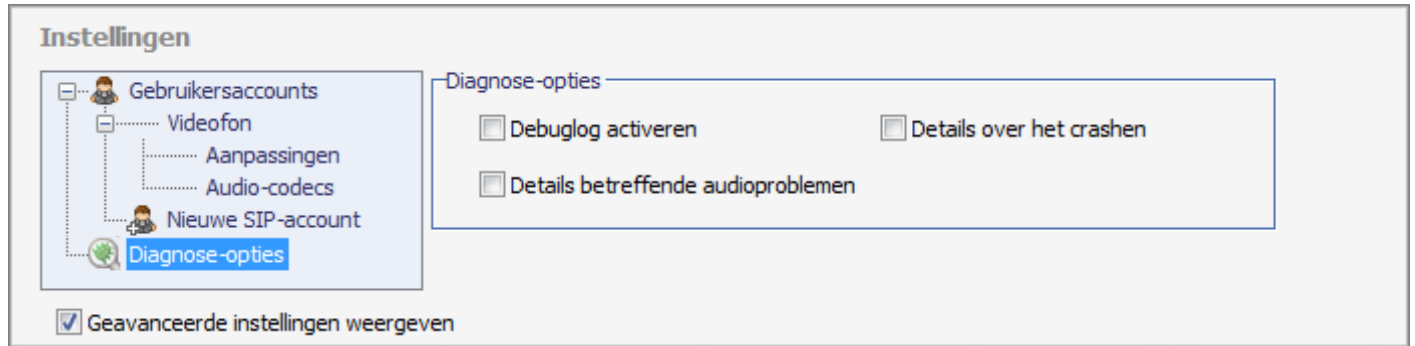 Instellingen
Gebruikersaccounts
Videofon
Aanpassingen
Audio-codecs
Nieuwe SIP-account
Diagnose-opties
Diagnose-opties
Debuglog activeren
Details over het crashen
Details betreffende audioproblemen
Geavanceerde instellingen weergeven